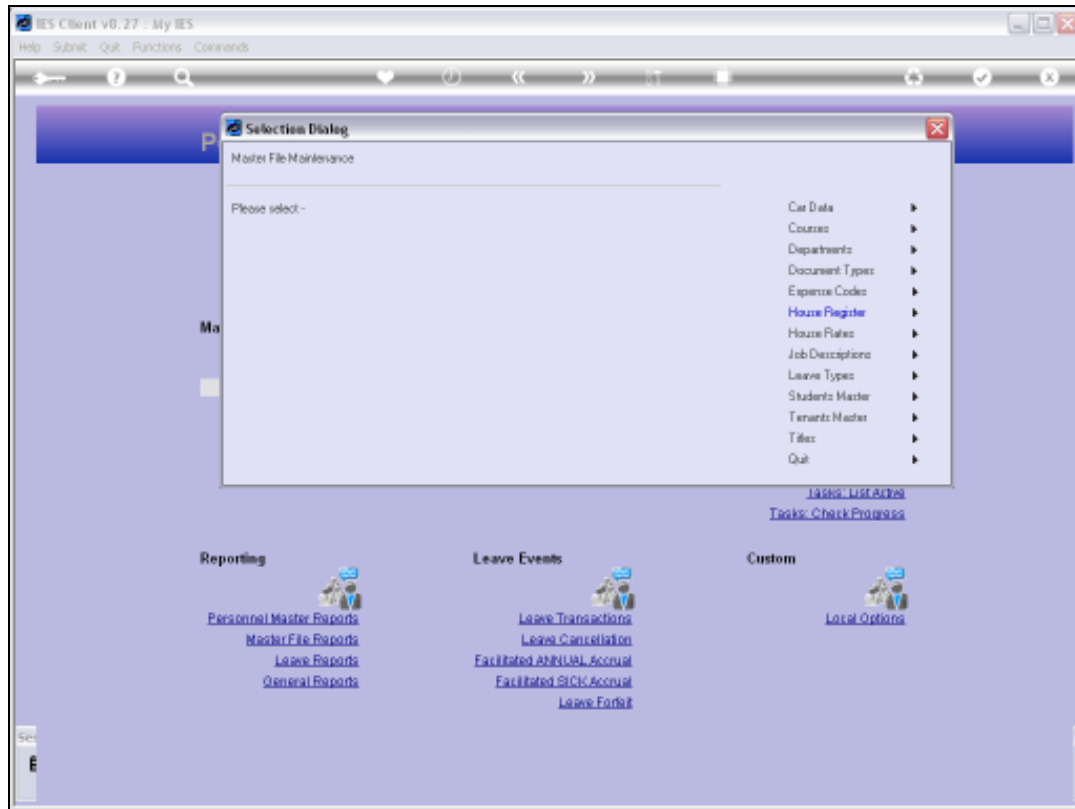 IES Client v0.27 : My IES
Help Submit Quit Functions Commands
Selection Dialog
Master File Maintenance
Please select -
Car Data
Courses
Departments
Document Types
Expense Codes
House Register
House Rates
Job Descriptions
Leave Types
Students Master
Tenants Master
Titles
Quit
Ma
Tasks: List Active
Tasks: Check Progress
Reporting
Personnel Master Reports
Master File Reports
Leave Reports
General Reports
Leave Events
Leave Transactions
Leave Cancellation
Facilitated ANNUAL Accrual
Facilitated SICK Accrual
Leave Forfeit
Custom
Local Options